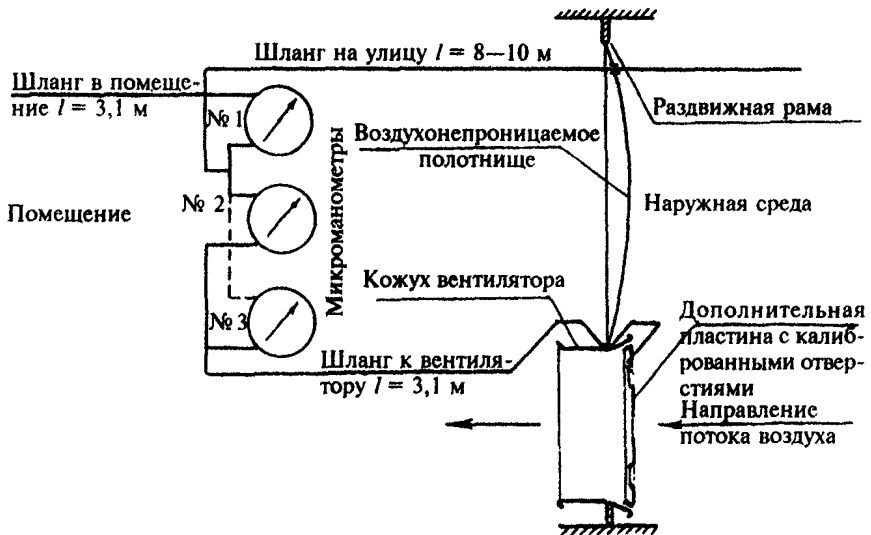 Шланг на улицу l = 8—10 м
Шланг в помеще-
ние l = 3,1 м
№ 1
Раздвижная рама
Воздухонепроницаемое
полотнище
Микроманометры
№ 2
Помещение
Наружная среда
Кожух вентилятора
№ 3
Дополнительная
пластина с калиб-
рованными отвер-
стиями
Шланг к вентиля-
тору l = 3,1 м
Направление
потока воздуха